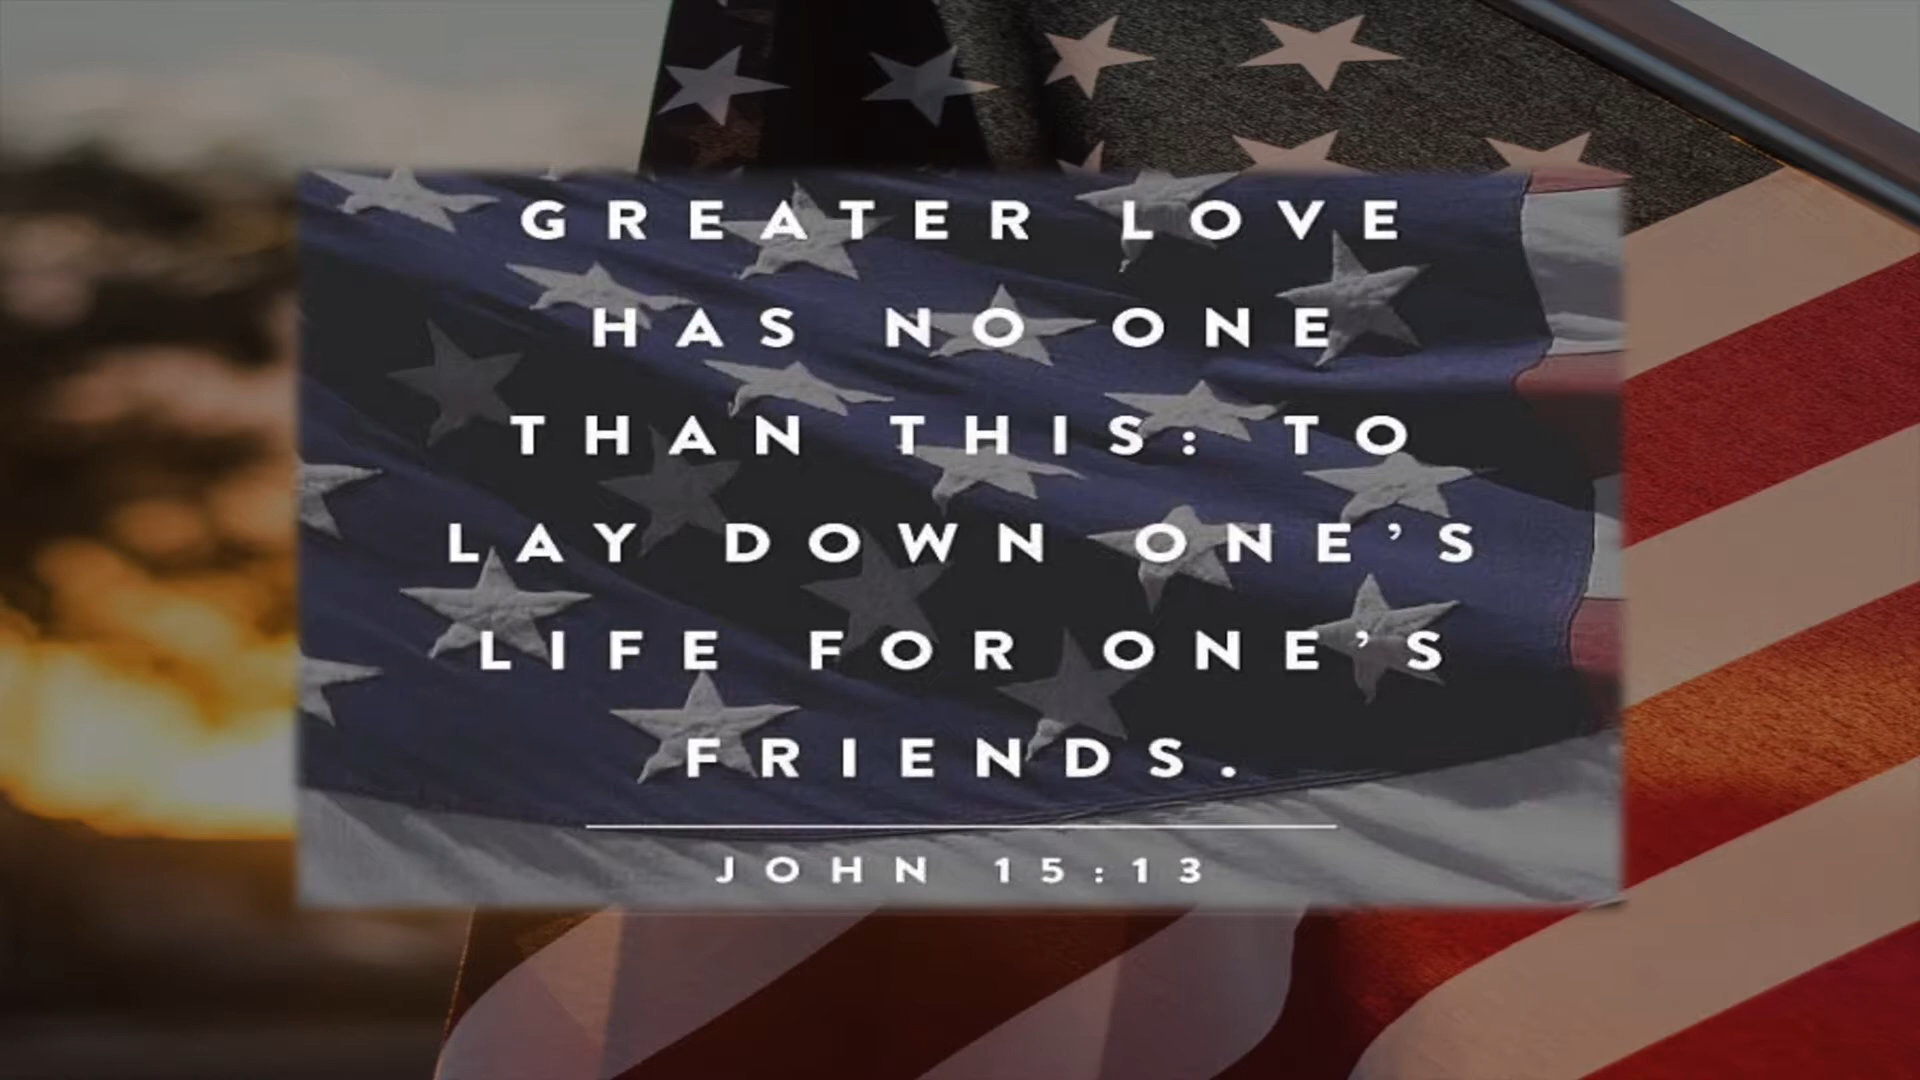 GREATER LOVE
HAS NO ONE
THAN THIS: TO
LAY DOWN ONE'S
LIFE FOR ONE'S
FRIENDS.
JOHN 15:13